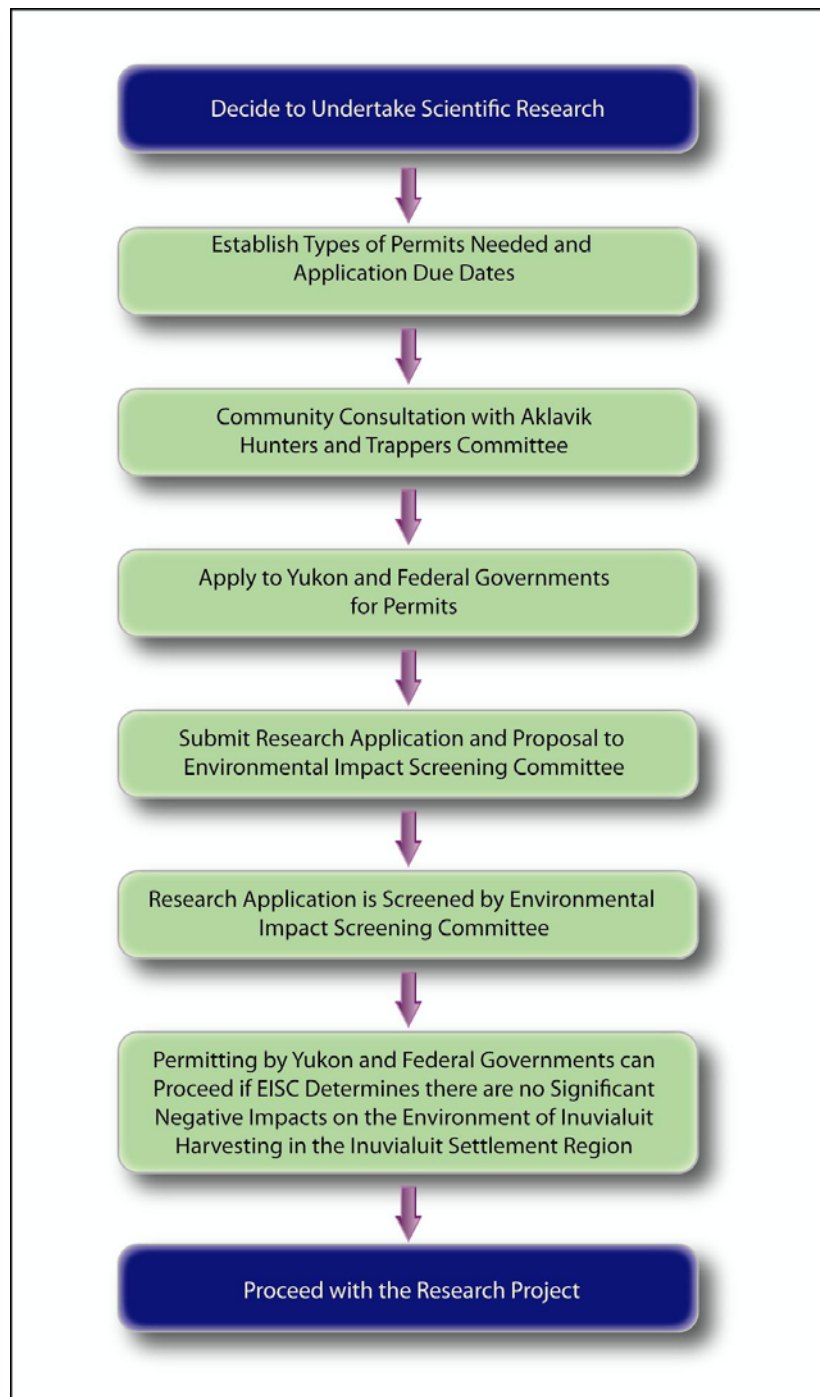 Decide to Undertake Scientific Research
Establish Types of Permits Needed and
Application Due Dates
Community Consultation with Aklavik
Hunters and Trappers Committee
Apply to Yukon and Federal Governments
for Permits
Submit Research Application and Proposal to
Environmental Impact Screening Committee
Research Application is Screened by Environmental
Impact Screening Committee
Permitting by Yukon and Federal Governments can
Proceed if EISC Determines there are no Significant
Negative Impacts on the Environment of Inuvialuit
Harvesting in the Inuvialuit Settlement Region
Proceed with the Research Project